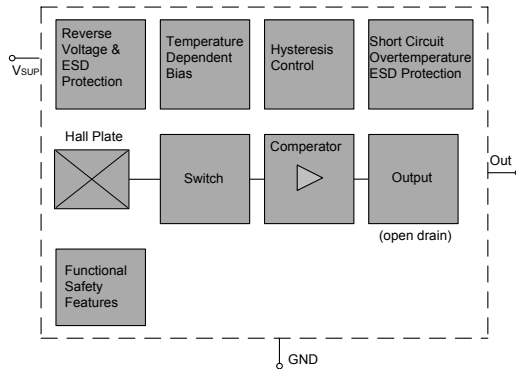 Reverse
Voltage &
ESD
Protection
Temperature
Dependent
Bias
Hysteresis
Control
Short Circuit
Overtemperature
ESD Protection
VSUP
Hall Plate
Switch
Comperator
Output
(open drain)
Out
Functional
Safety
Features
GND